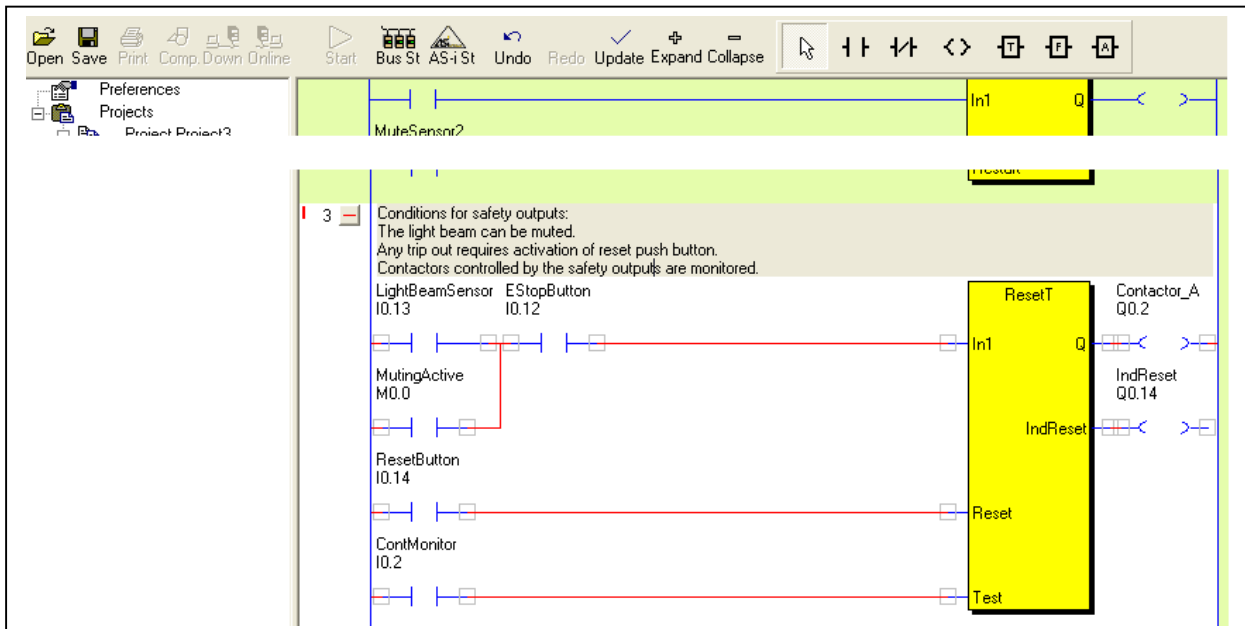 Open Save Print Comp. Down Online Start Bus St AS-i St Undo Redo Update Expand Collapse
T F A
Preferences
Projects
Project Project3
In1 Q
MuteSensor2
Restart
3
Conditions for safety outputs:
The light beam can be muted.
Any trip out requires activation of reset push button.
Contactors controlled by the safety outputs are monitored.
LightBeamSensor EStopButton ResetT Contactor_A
I0.13 I0.12 Q0.2
In1 Q
MutingActive IndReset
M0.0 Q0.14
IndReset
ResetButton
I0.14
Reset
ContMonitor
I0.2
Test